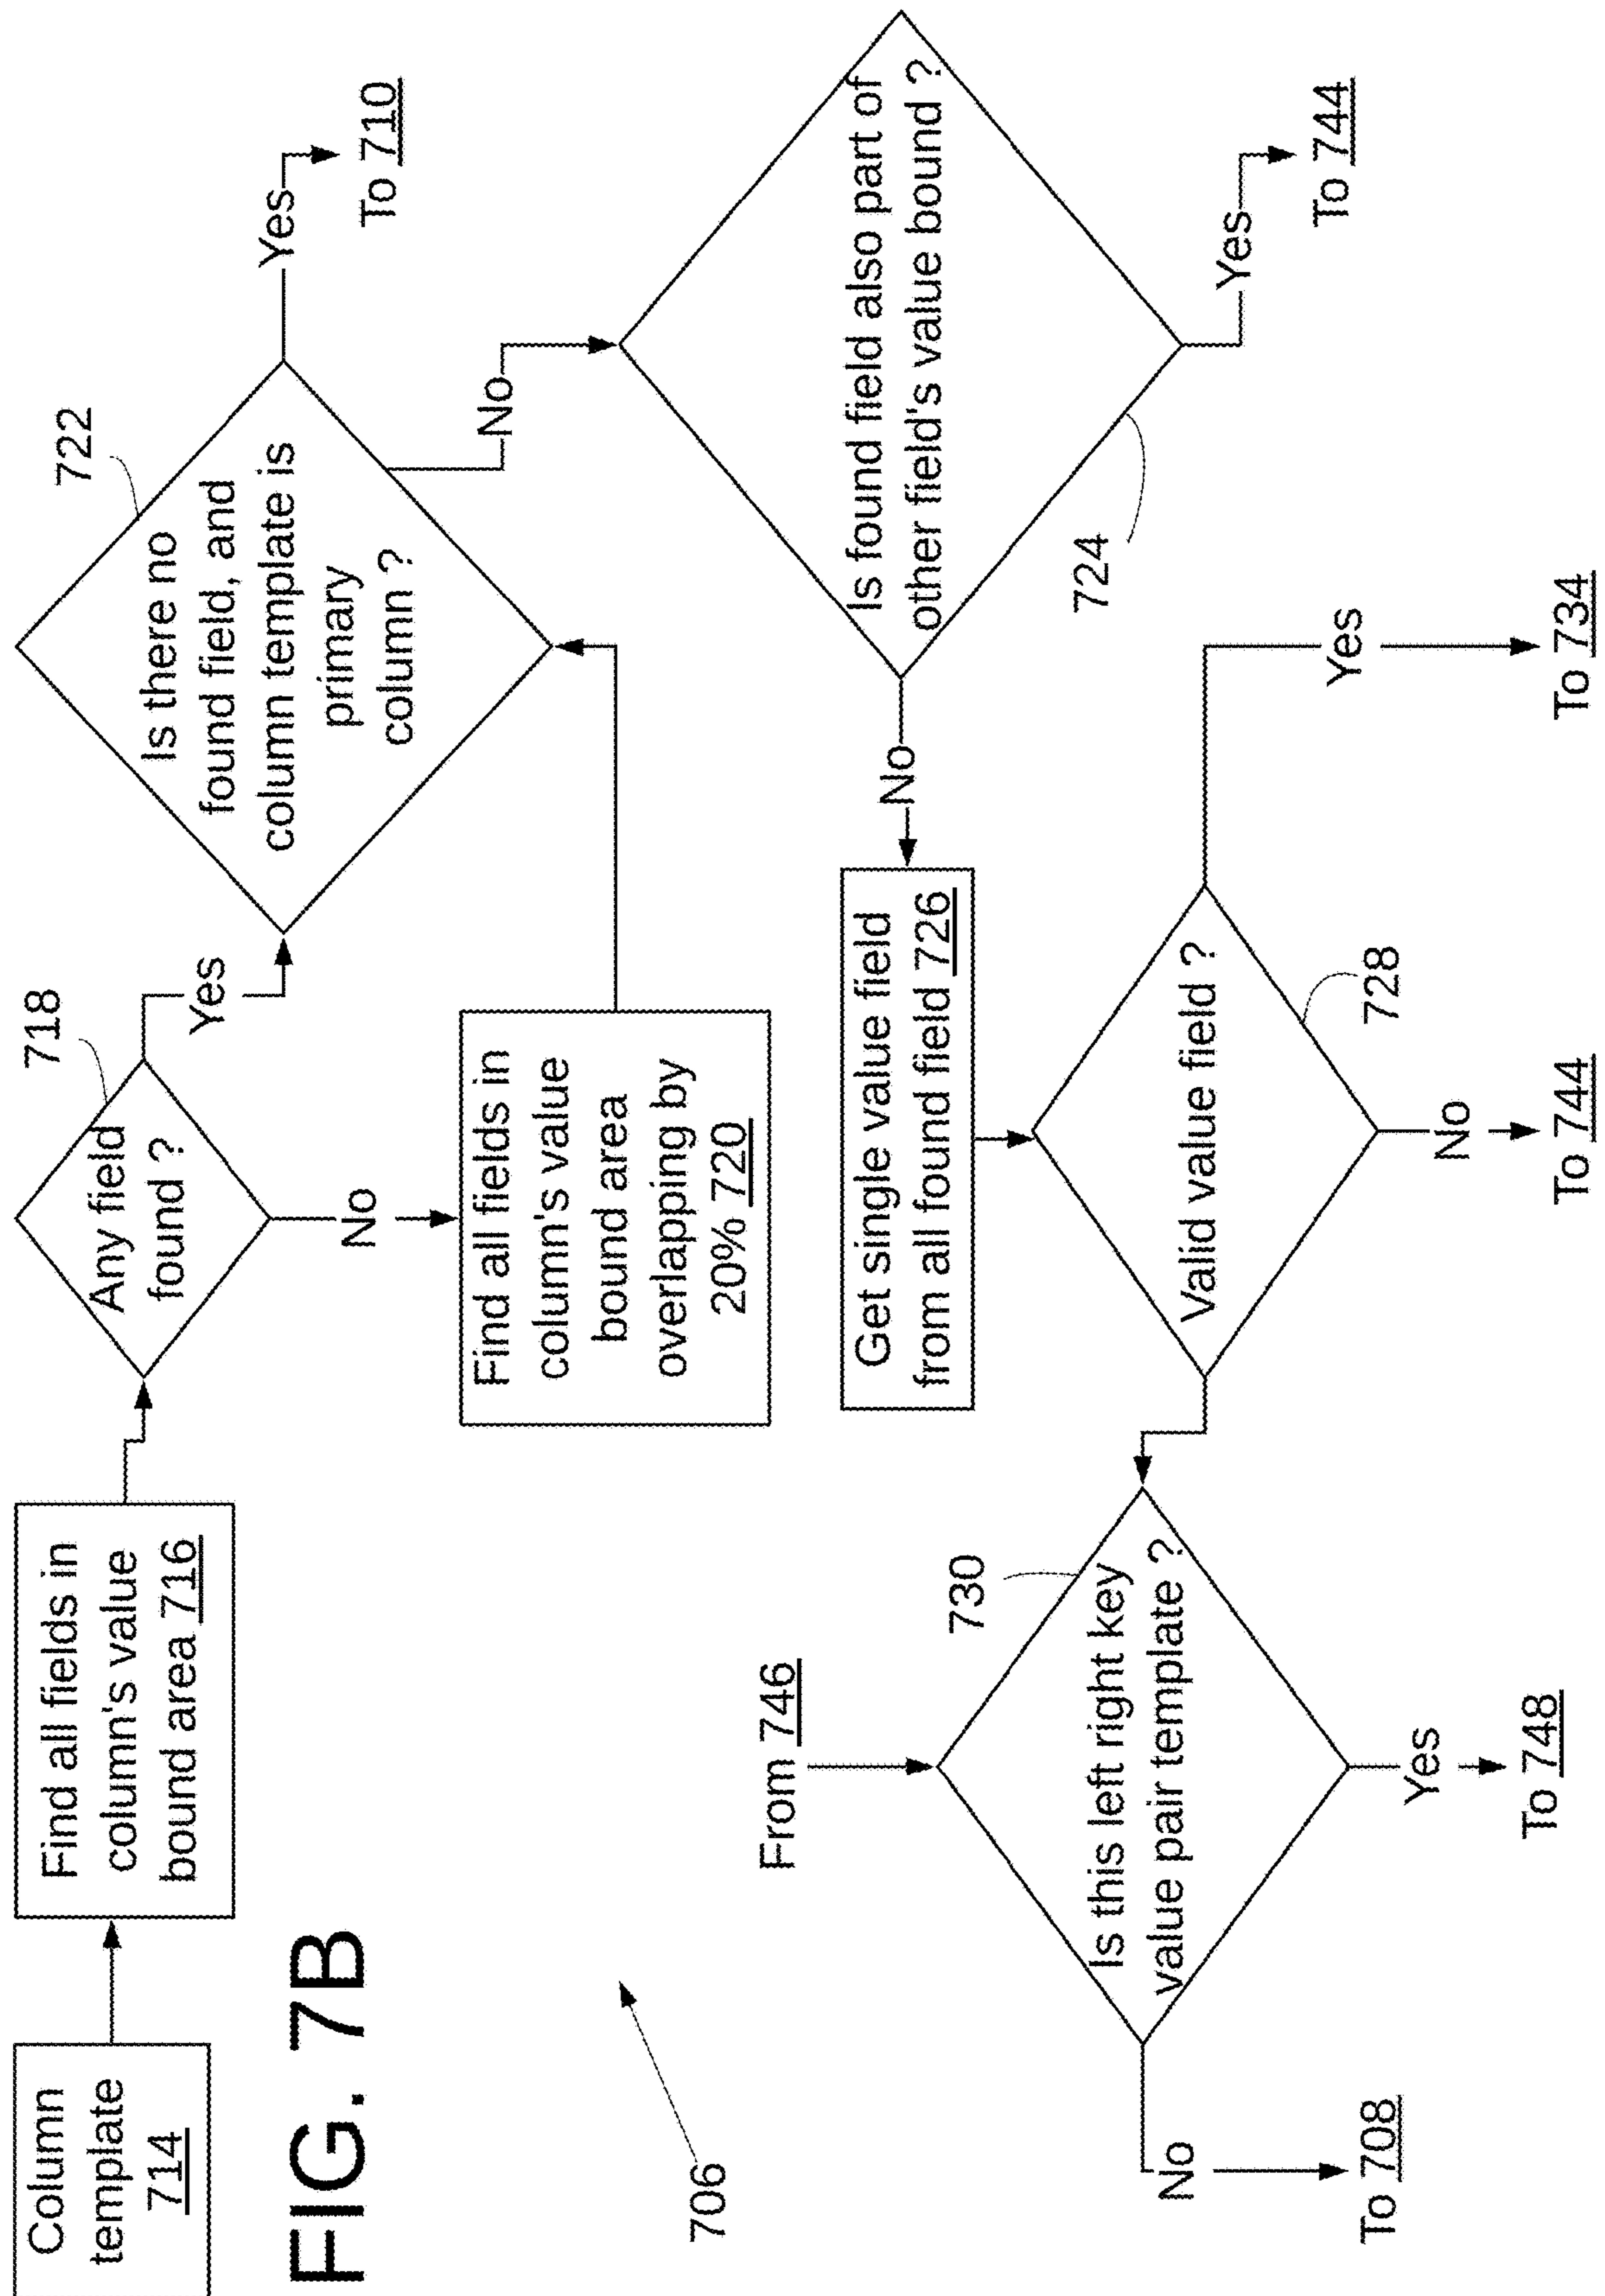 Column
template
714
Find all fields in
column's value
bound area 716
718
Any field
found ?
Yes
No
Find all fields in
column's value
bound area
overlapping by
20% 720
722
Is there no
found field, and
column template is
primary
column ?
Yes
To 710
No
Is found field also part of
other field's value bound ?
724
Yes
To 744
No
Get single value field
from all found field 726
Valid value field ?
728
Yes
To 734
No
To 744
From 746
730
Is this left right key
value pair template ?
Yes
To 748
No
To 708
706
FIG. 7B